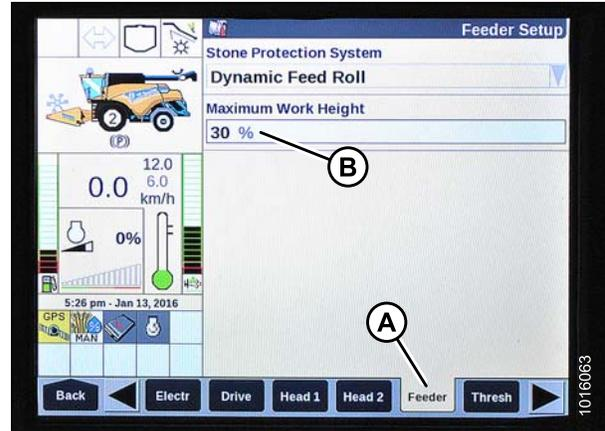 Feeder Setup
Stone Protection System
Dynamic Feed Roll
Maximum Work Height
30 %
B
2
(P)
12.0
0.0 6.0
km/h
0%
5:26 pm - Jan 13, 2016
GPS
MAN
A
Back Electr Drive Head 1 Head 2 Feeder Thresh
1016063